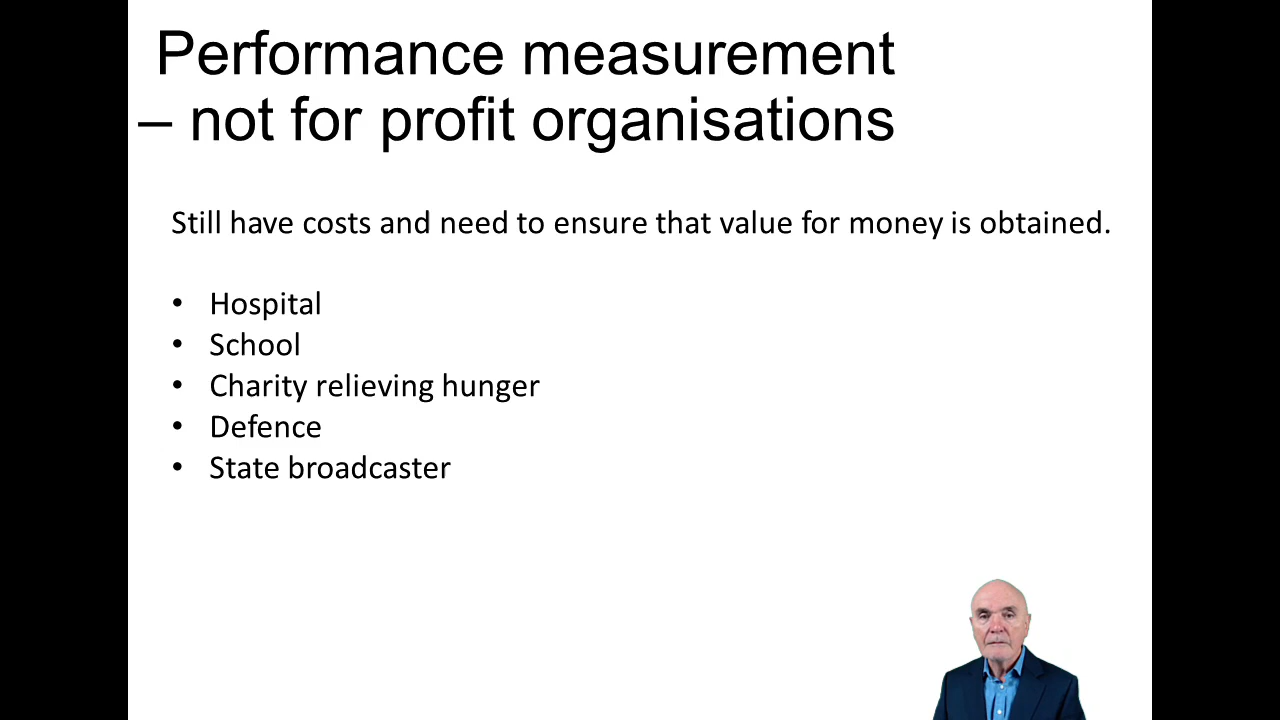 Performance measurement
– not for profit organisations
Still have costs and need to ensure that value for money is obtained.
• Hospital
• School
• Charity relieving hunger
• Defence
• State broadcaster